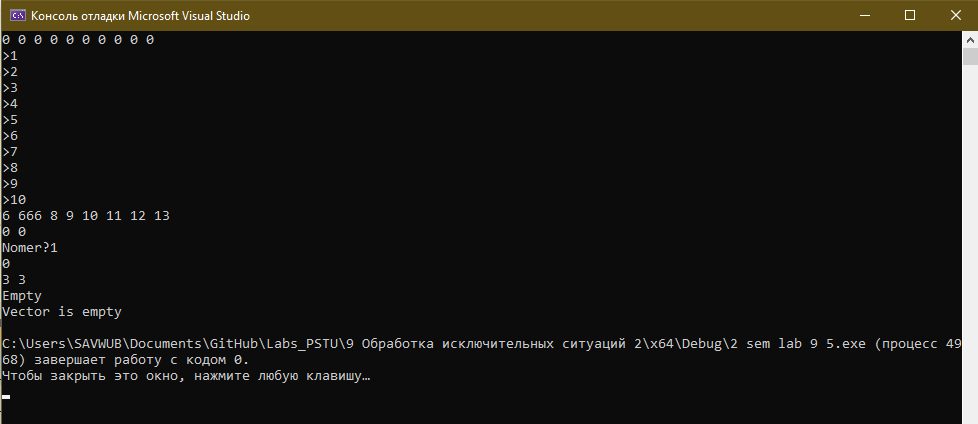 Консоль отладки Microsoft Visual Studio
0 0 0 0 0 0 0 0 0 0
>1
>2
>3
>4
>5
>6
>7
>8
>9
>10
6 666 8 9 10 11 12 13
0 0
Nomer?1
0
3 3
Empty
Vector is empty
C:\Users\SAVWUB\Documents\GitHub\Labs_PSTU\9 Обработка исключительных ситуаций 2\x64\Debug\2 sem lab 9 5.exe (процесс 49
68) завершает работу с кодом 0.
Чтобы закрыть это окно, нажмите любую клавишу…